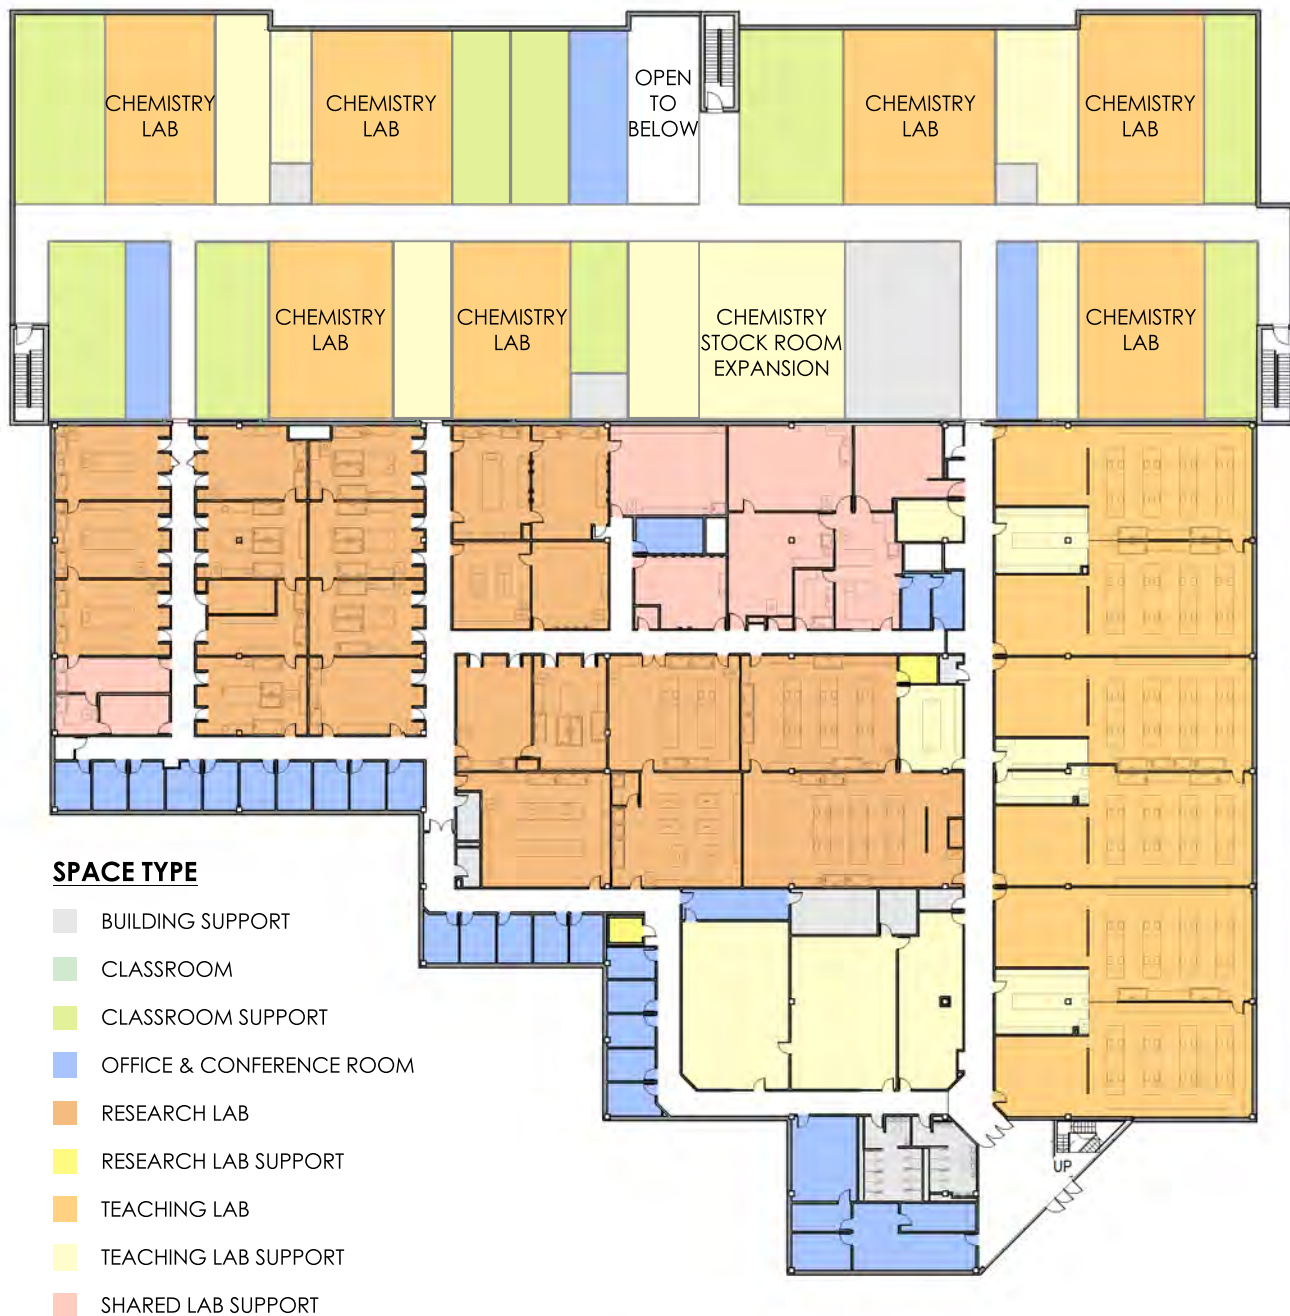 CHEMISTRY
LAB
CHEMISTRY
LAB
OPEN
TO
BELOW
CHEMISTRY
LAB
CHEMISTRY
LAB
CHEMISTRY
LAB
CHEMISTRY
LAB
CHEMISTRY
STOCK ROOM
EXPANSION
CHEMISTRY
LAB
SPACE TYPE
BUILDING SUPPORT
CLASSROOM
CLASSROOM SUPPORT
OFFICE & CONFERENCE ROOM
RESEARCH LAB
RESEARCH LAB SUPPORT
TEACHING LAB
TEACHING LAB SUPPORT
SHARED LAB SUPPORT
UP